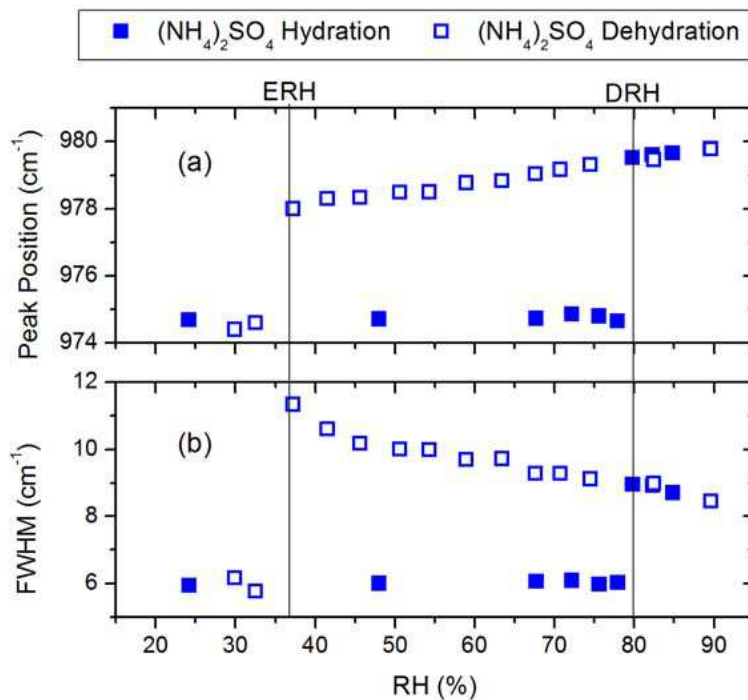 (NH₄)₂SO₄ Hydration (NH₄)₂SO₄ Dehydration
ERH DRH
(a)
Peak Position (cm⁻¹)
980
978
976
974
(b)
FWHM (cm⁻¹)
12
10
8
6
20 30 40 50 60 70 80 90
RH (%)